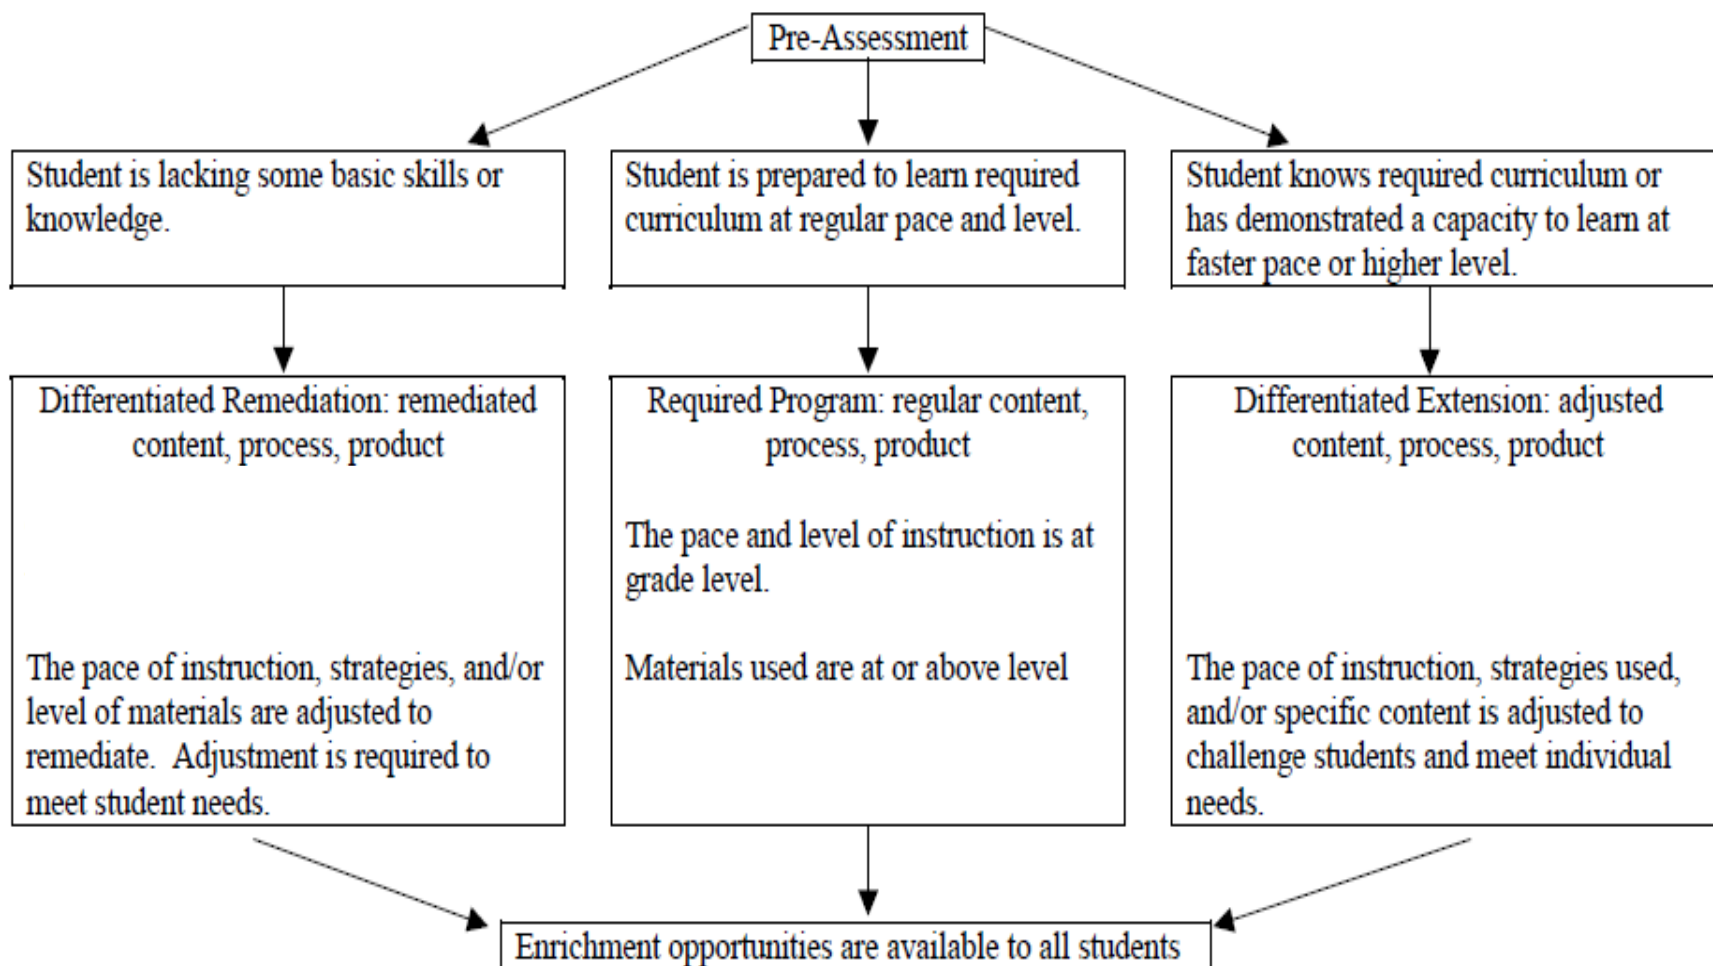 Pre-Assessment
Student is lacking some basic skills or
knowledge.
Student is prepared to learn required
curriculum at regular pace and level.
Student knows required curriculum or
has demonstrated a capacity to learn at
faster pace or higher level.
Differentiated Remediation: remediated
content, process, product
The pace of instruction, strategies, and/or
level of materials are adjusted to
remediate.  Adjustment is required to
meet student needs.
Required Program: regular content,
process, product
The pace and level of instruction is at
grade level.
Materials used are at or above level
Differentiated Extension: adjusted
content, process, product
The pace of instruction, strategies used,
and/or specific content is adjusted to
challenge students and meet individual
needs.
Enrichment opportunities are available to all students